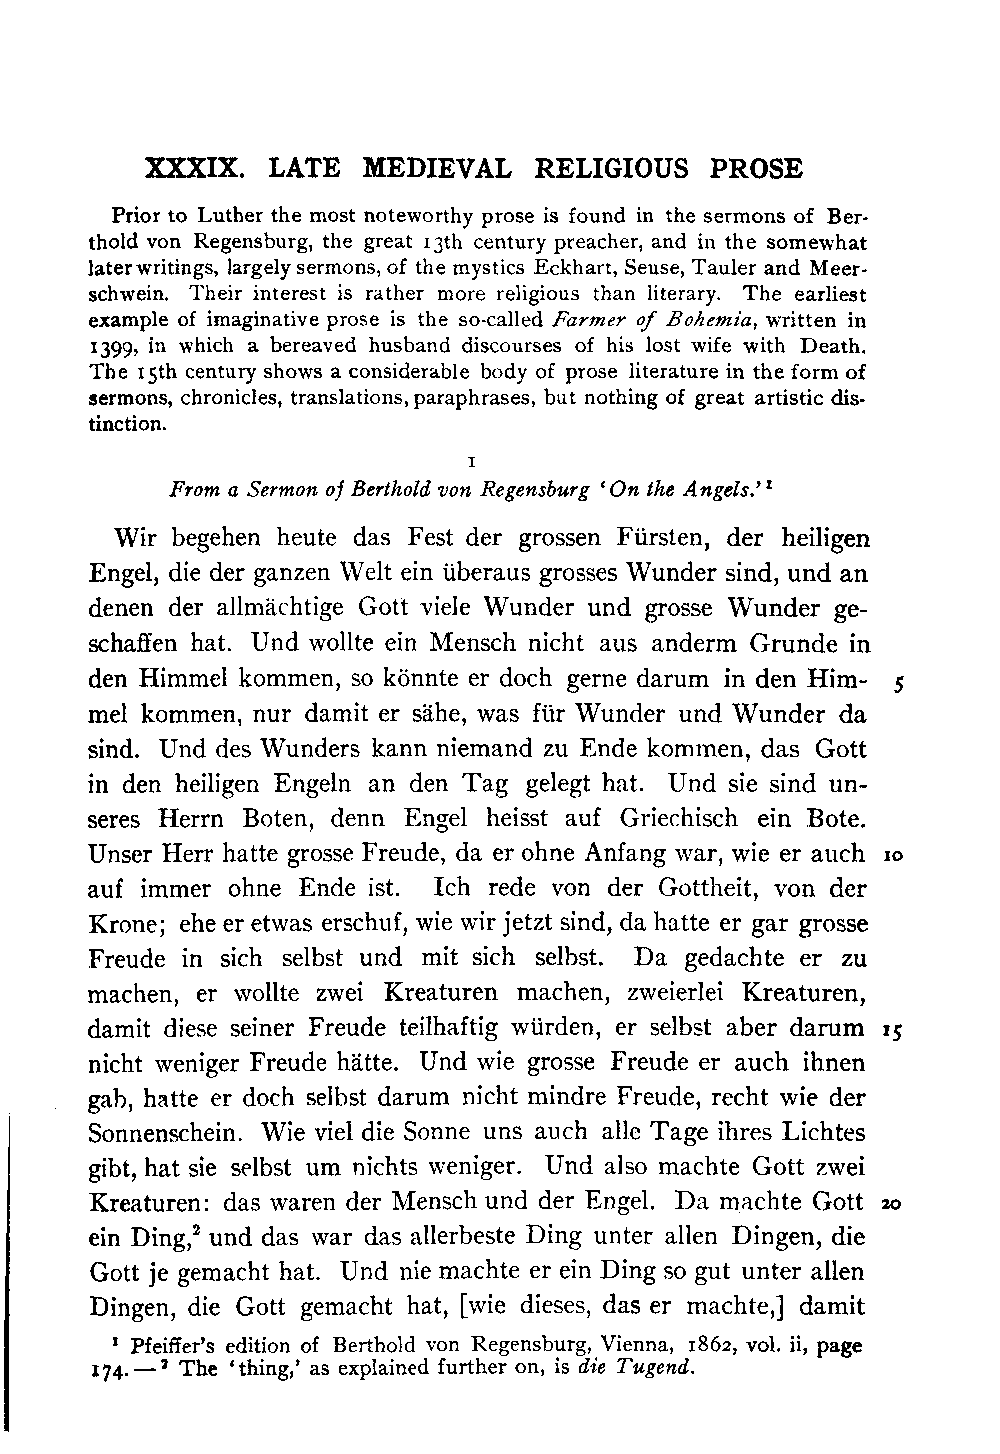 XXXIX. LATE MEDIEVAL RELIGIOUS PROSE
Prior to Luther the most noteworthy prose is found in the sermons of Ber-
thold von Regensburg, the great 13th century preacher, and in the somewhat
later writings, largely sermons, of the mystics Eckhart, Seuse, Tauler and Meer-
schwein. Their interest is rather more religious than literary. The earliest
example of imaginative prose is the so-called Farmer of Bohemia, written in
1399, in which a bereaved husband discourses of his lost wife with Death.
The 15th century shows a considerable body of prose literature in the form of
sermons, chronicles, translations, paraphrases, but nothing of great artistic dis-
tinction.
1
From a Sermon of Berthold von Regensburg ‘On the Angels.’¹
Wir begehen heute das Fest der grossen Fürsten, der heiligen
Engel, die der ganzen Welt ein überaus grosses Wunder sind, und an
denen der allmächtige Gott viele Wunder und grosse Wunder ge-
schaffen hat. Und wollte ein Mensch nicht aus anderm Grunde in
den Himmel kommen, so könnte er doch gerne darum in den Him- 5
mel kommen, nur damit er sähe, was für Wunder und Wunder da
sind. Und des Wunders kann niemand zu Ende kommen, das Gott
in den heiligen Engeln an den Tag gelegt hat. Und sie sind un-
seres Herrn Boten, denn Engel heisst auf Griechisch ein Bote.
Unser Herr hatte grosse Freude, da er ohne Anfang war, wie er auch 10
auf immer ohne Ende ist. Ich rede von der Gottheit, von der
Krone; ehe er etwas erschuf, wie wir jetzt sind, da hatte er gar grosse
Freude in sich selbst und mit sich selbst. Da gedachte er zu
machen, er wollte zwei Kreaturen machen, zweierlei Kreaturen,
damit diese seiner Freude teilhaftig würden, er selbst aber darum 15
nicht weniger Freude hätte. Und wie grosse Freude er auch ihnen
gab, hatte er doch selbst darum nicht mindre Freude, recht wie der
Sonnenschein. Wie viel die Sonne uns auch alle Tage ihres Lichtes
gibt, hat sie selbst um nichts weniger. Und also machte Gott zwei
Kreaturen: das waren der Mensch und der Engel. Da machte Gott 20
ein Ding,² und das war das allerbeste Ding unter allen Dingen, die
Gott je gemacht hat. Und nie machte er ein Ding so gut unter allen
Dingen, die Gott gemacht hat, [wie dieses, das er machte,] damit
¹ Pfeiffer's edition of Berthold von Regensburg, Vienna, 1862, vol. ii, page
174. — ² The ‘thing,’ as explained further on, is die Tugend.